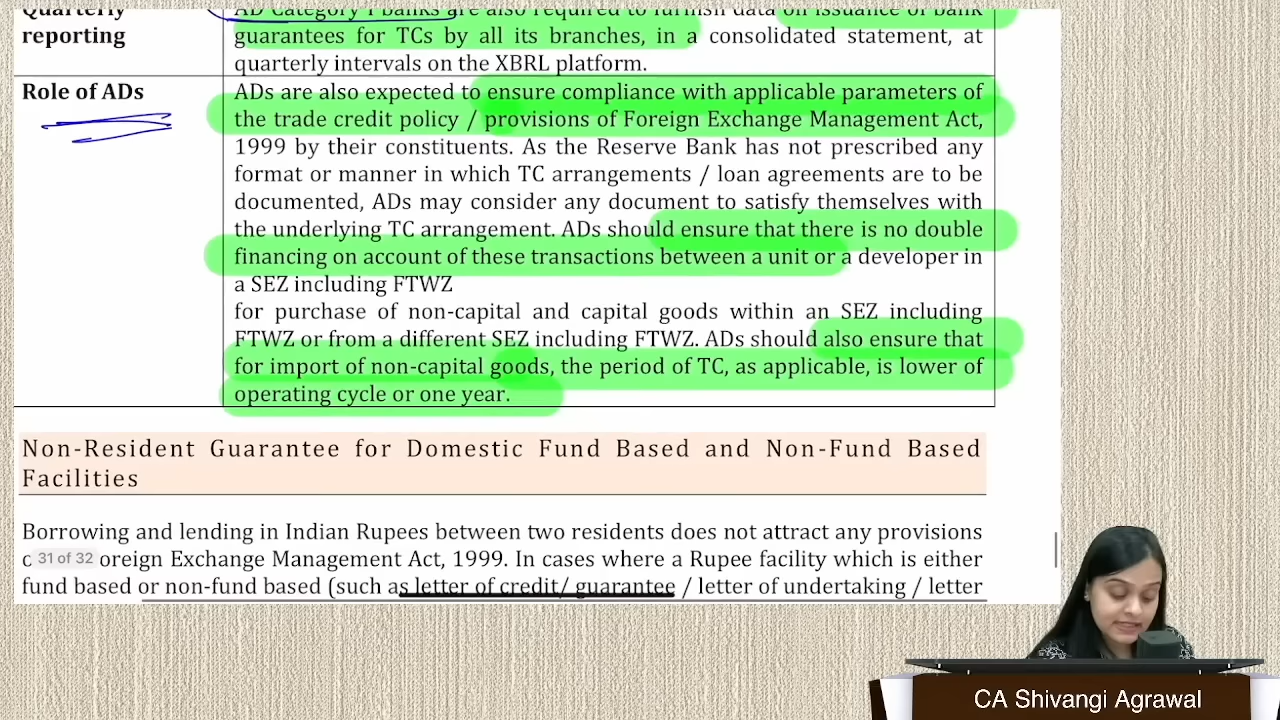 Quarterly AD Category I banks are also required to furnish data on issuance of bank
reporting guarantees for TCs by all its branches, in a consolidated statement, at
quarterly intervals on the XBRL platform.
Role of ADs ADs are also expected to ensure compliance with applicable parameters of
the trade credit policy / provisions of Foreign Exchange Management Act,
1999 by their constituents. As the Reserve Bank has not prescribed any
format or manner in which TC arrangements / loan agreements are to be
documented, ADs may consider any document to satisfy themselves with
the underlying TC arrangement. ADs should ensure that there is no double
financing on account of these transactions between a unit or a developer in
a SEZ including FTWZ
for purchase of non-capital and capital goods within an SEZ including
FTWZ or from a different SEZ including FTWZ. ADs should also ensure that
for import of non-capital goods, the period of TC, as applicable, is lower of
operating cycle or one year.
Non-Resident Guarantee for Domestic Fund Based and Non-Fund Based
Facilities
Borrowing and lending in Indian Rupees between two residents does not attract any provisions
c 31 of 32 oreign Exchange Management Act, 1999. In cases where a Rupee facility which is either
fund based or non-fund based (such as letter of credit/ guarantee / letter of undertaking / letter
CA Shivangi Agrawal